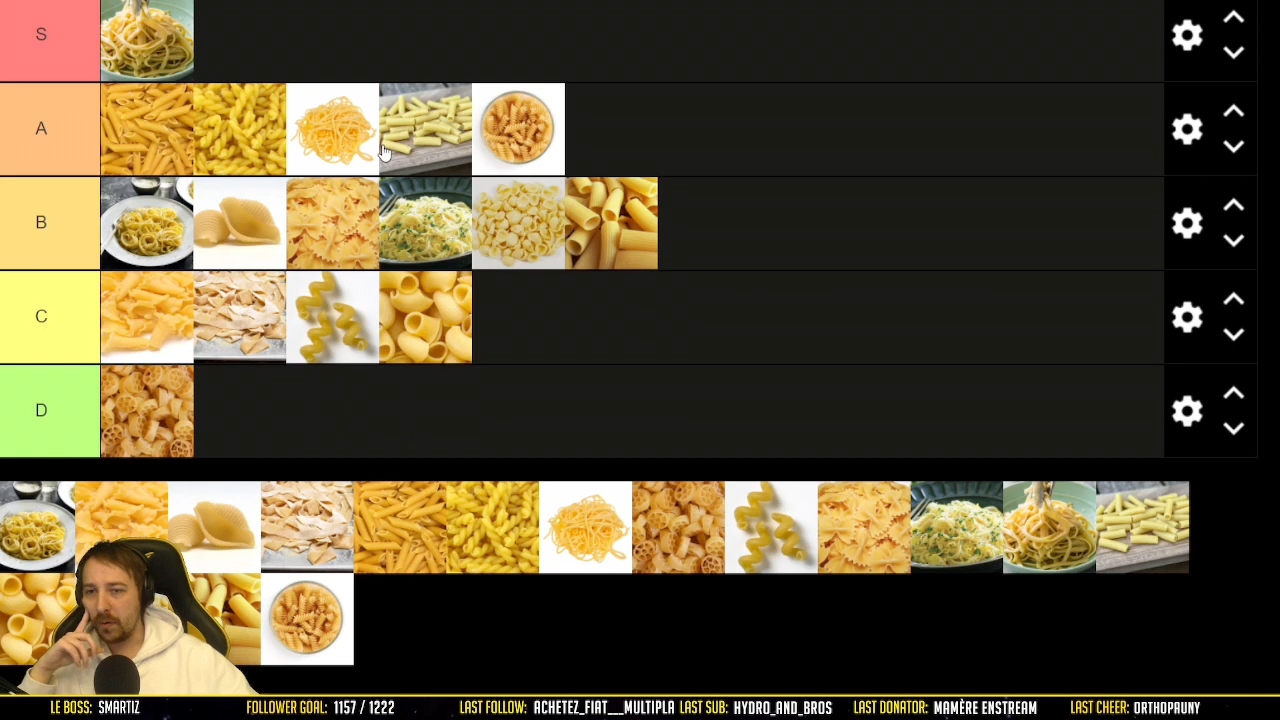 S
A
B
C
D
LE BOSS: SMARTIZ FOLLOWER GOAL: 1157 / 1222 LAST FOLLOW: ACHETEZ_FIAT__MULTIPLA LAST SUB: HYDRO_AND_BROS LAST DONATOR: MAMÈRE ENSTREAM LAST CHEER: ORTHOPAUNY